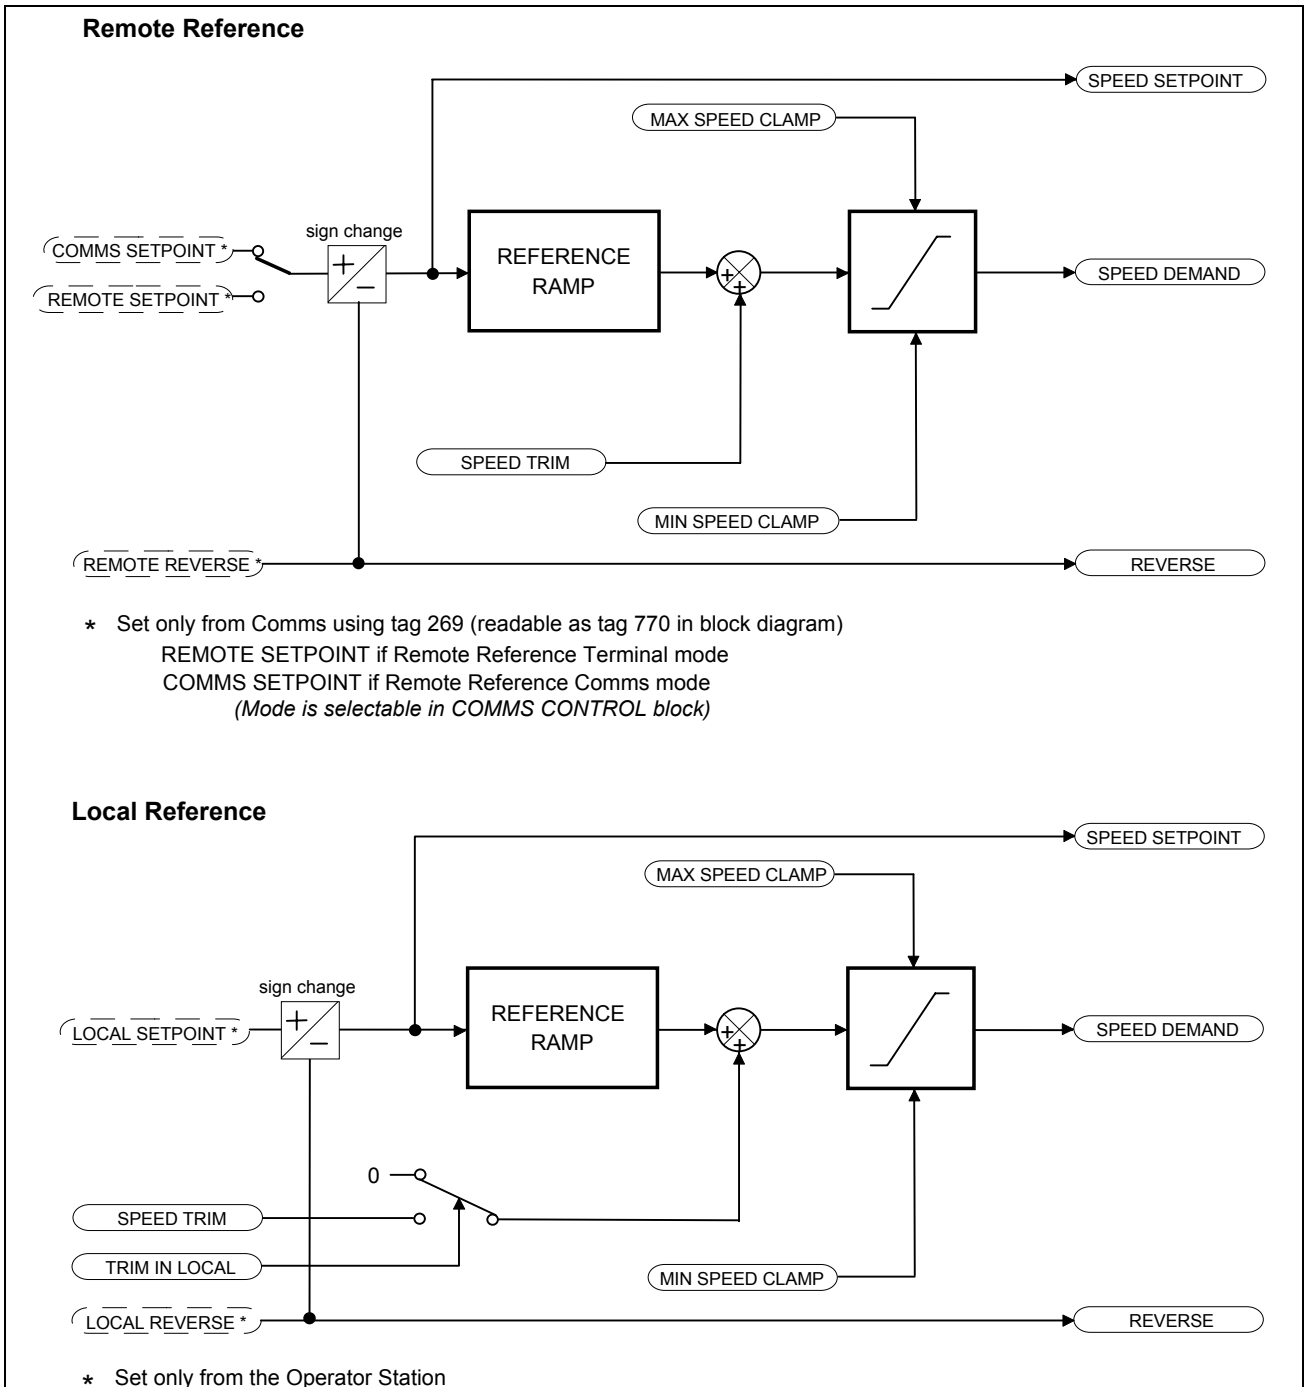 Remote Reference
SPEED SETPOINT
MAX SPEED CLAMP
sign change
COMMS SETPOINT *
+
−
REFERENCE
RAMP
+
+
SPEED DEMAND
REMOTE SETPOINT *
SPEED TRIM
MIN SPEED CLAMP
REMOTE REVERSE *
REVERSE
* Set only from Comms using tag 269 (readable as tag 770 in block diagram)
REMOTE SETPOINT if Remote Reference Terminal mode
COMMS SETPOINT if Remote Reference Comms mode
(Mode is selectable in COMMS CONTROL block)
Local Reference
SPEED SETPOINT
MAX SPEED CLAMP
sign change
LOCAL SETPOINT *
+
−
REFERENCE
RAMP
+
+
SPEED DEMAND
0
SPEED TRIM
TRIM IN LOCAL
MIN SPEED CLAMP
LOCAL REVERSE *
REVERSE
* Set only from the Operator Station